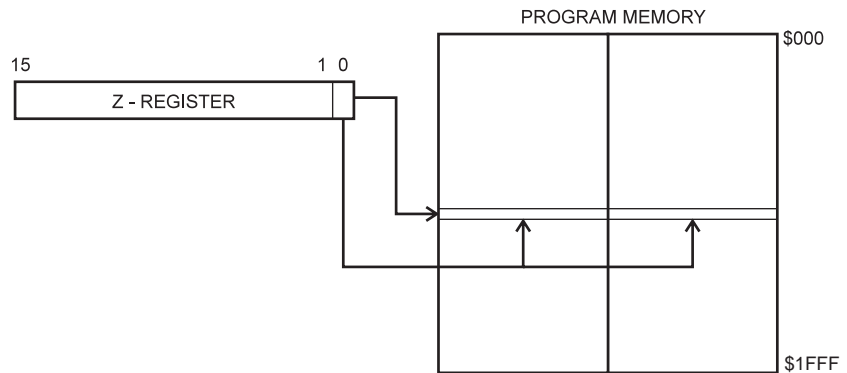 PROGRAM MEMORY
$000
15 1 0
Z - REGISTER
$1FFF